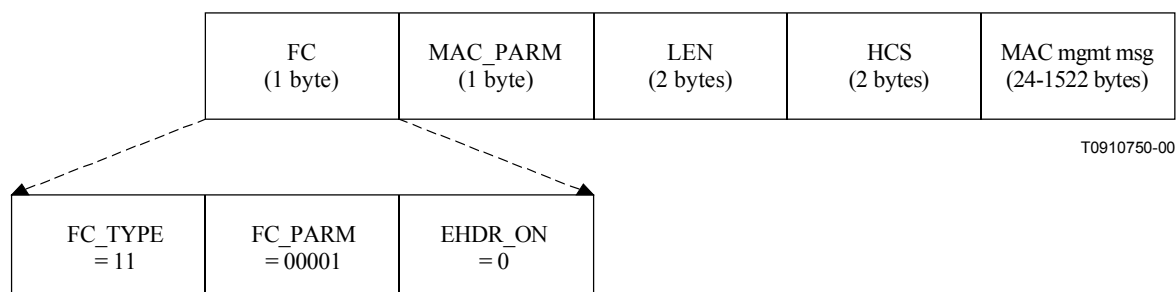 FC MAC_PARM LEN HCS MAC mgmt msg
(1 byte) (1 byte) (2 bytes) (2 bytes) (24-1522 bytes)
T0910750-00
FC_TYPE FC_PARM EHDR_ON
= 11 = 00001 = 0